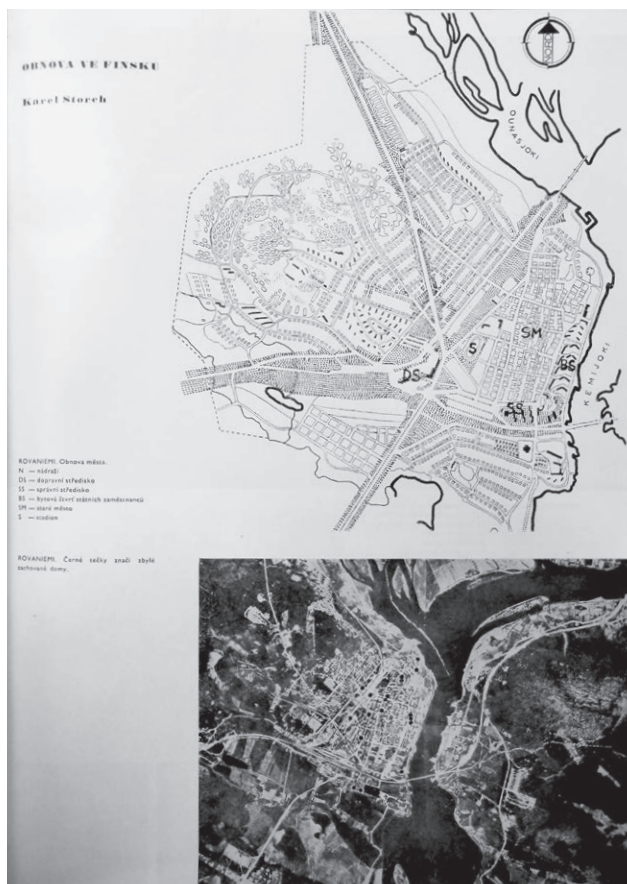 OBNOVA VE FINSKU
Karel Storch
OUNASJOKI
KEMIJOKI
SM
S
BS
DS
SS
ROVANIEMI. Obnova města.
N — nádraží
DS — dopravní středisko
SS — správní středisko
BS — bytová čtvrť státních zaměstnanců
SM — staré město
S — stadion
ROVANIEMI. Černé tečky značí zbylé
zachované domy.